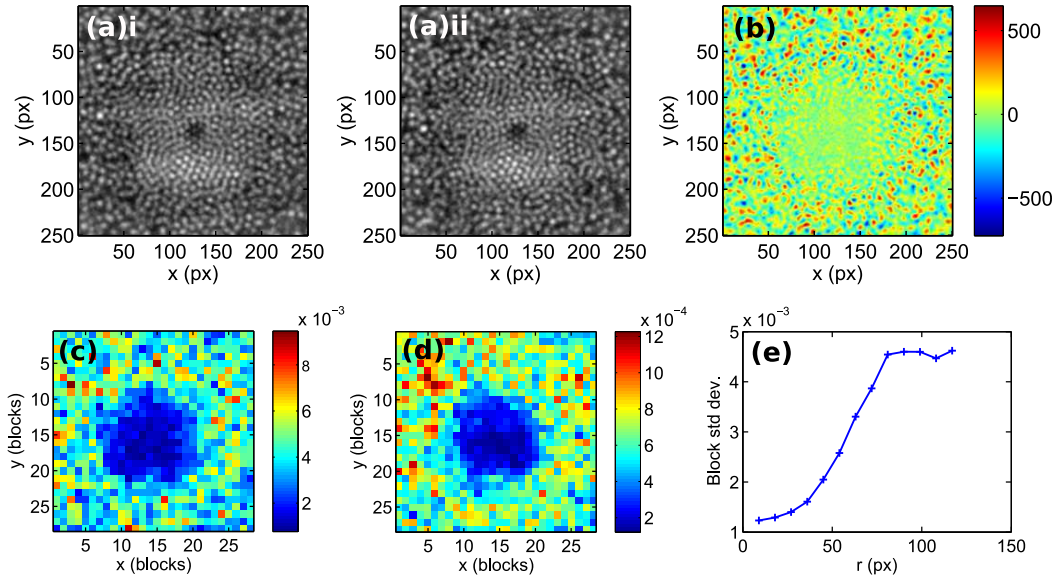 (a)i
50
100
150
200
250
y (px)
50 100 150 200 250
x (px)
(a)ii
50
100
150
200
250
y (px)
50 100 150 200 250
x (px)
(b)
50
100
150
200
250
y (px)
50 100 150 200 250
x (px)
500
0
−500
(c)
5
10
15
20
25
y (blocks)
5 10 15 20 25
x (blocks)
x 10⁻³
8
6
4
2
(d)
5
10
15
20
25
y (blocks)
5 10 15 20 25
x (blocks)
x 10⁻⁴
12
10
8
6
4
2
(e)
x 10⁻³
5
4
3
2
1
Block std dev.
0 50 100 150
r (px)